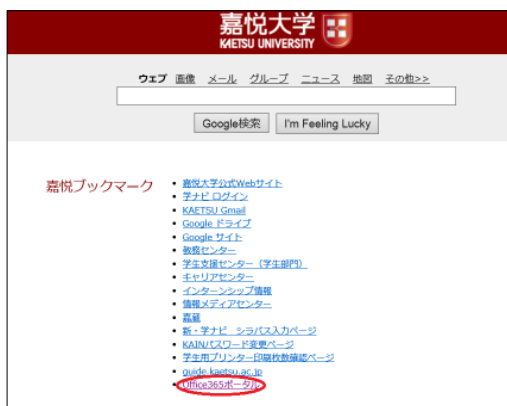 嘉悦大学
KAETSU UNIVERSITY
ウェブ 画像 メール グループ ニュース 地図 その他>>
Google検索 I'm Feeling Lucky
嘉悦ブックマーク
嘉悦大学公式Webサイト
学ナビ ログイン
KAETSU Gmail
Google ドライブ
Google サイト
教務センター
学生支援センター（学生部門）
キャリアセンター
インターンシップ情報
情報メディアセンター
嘉蔵
新・学ナビ シラバス入力ページ
KAINパスワード変更ページ
学生用プリンター印刷枚数確認ページ
guide.kaetsu.ac.jp
Office365ポータル